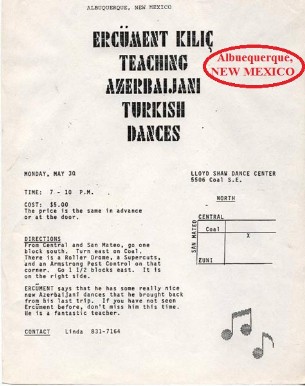 ALBUQUERQUE, NEW MEXICO
ERCÜMENT KILIÇ
TEACHING
AZERBAIJANI
TURKISH
DANCES
Albuequerque,
NEW MEXICO
MONDAY, MAY 30
TIME: 7 - 10 P.M.
COST: $5.00
The price is the same in advance
or at the door.
DIRECTIONS
From Central and San Mateo, go one
block south. Turn east on Coal.
There is a Roller Drome, a Supercuts,
and an Armstrong Pest Control on that
corner. Go 1 1/2 blocks east. It is
on the right side.
ERCÜMENT says that he has some really nice
new Azerbaijani dances that he brought back
from his last trip. If you have not seen
Ercüment before, don't miss him this time.
He is a fantastic teacher.
CONTACT Linda 831-7164
LLOYD SHAW DANCE CENTER
5506 Coal S.E.
NORTH
CENTRAL
Coal
X
SAN MATEO
ZUNI